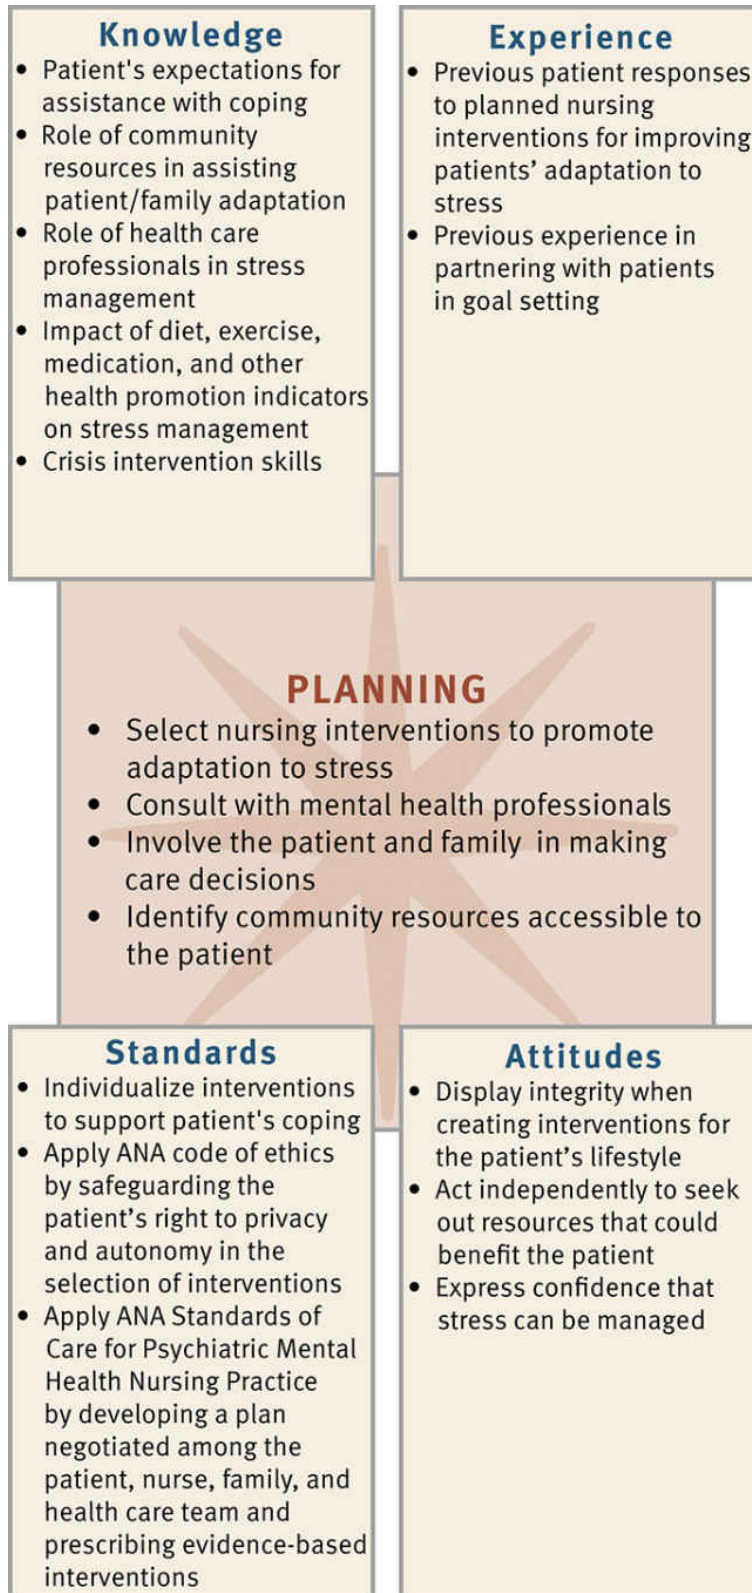 Knowledge
• Patient's expectations for
assistance with coping
• Role of community
resources in assisting
patient/family adaptation
• Role of health care
professionals in stress
management
• Impact of diet, exercise,
medication, and other
health promotion indicators
on stress management
• Crisis intervention skills
Experience
• Previous patient responses
to planned nursing
interventions for improving
patients’ adaptation to
stress
• Previous experience in
partnering with patients
in goal setting
PLANNING
• Select nursing interventions to promote
adaptation to stress
• Consult with mental health professionals
• Involve the patient and family in making
care decisions
• Identify community resources accessible to
the patient
Standards
• Individualize interventions
to support patient's coping
• Apply ANA code of ethics
by safeguarding the
patient’s right to privacy
and autonomy in the
selection of interventions
• Apply ANA Standards of
Care for Psychiatric Mental
Health Nursing Practice
by developing a plan
negotiated among the
patient, nurse, family, and
health care team and
prescribing evidence-based
interventions
Attitudes
• Display integrity when
creating interventions for
the patient’s lifestyle
• Act independently to seek
out resources that could
benefit the patient
• Express confidence that
stress can be managed